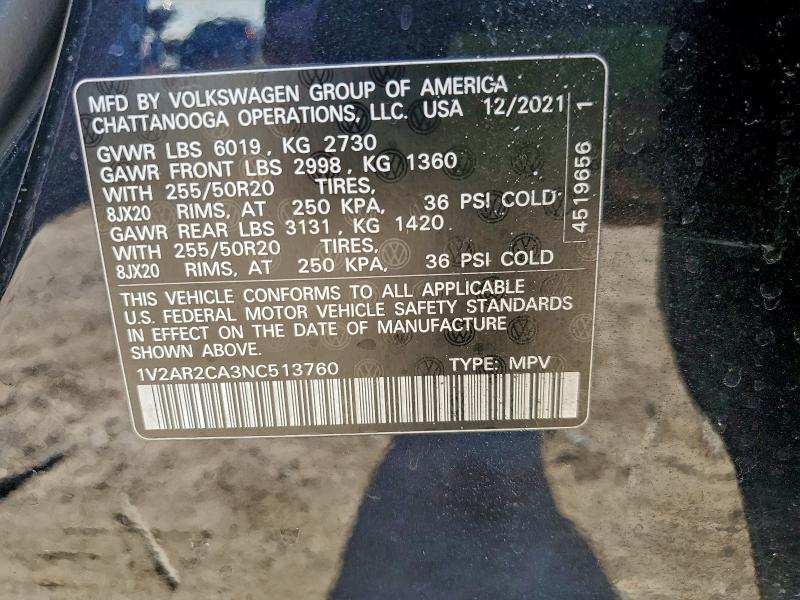 MFD BY VOLKSWAGEN GROUP OF AMERICA
CHATTANOOGA OPERATIONS, LLC. USA 12/2021
GVWR LBS 6019, KG 2730
GAWR FRONT LBS 2998, KG 1360
WITH 255/50R20 TIRES,
8JX20 RIMS, AT 250 KPA, 36 PSI COLD
GAWR REAR LBS 3131, KG 1420
WITH 255/50R20 TIRES,
8JX20 RIMS, AT 250 KPA, 36 PSI COLD
4519656 1
THIS VEHICLE CONFORMS TO ALL APPLICABLE
U.S. FEDERAL MOTOR VEHICLE SAFETY STANDARDS
IN EFFECT ON THE DATE OF MANUFACTURE
SHOWN ABOVE.
1V2AR2CA3NC513760 TYPE: MPV